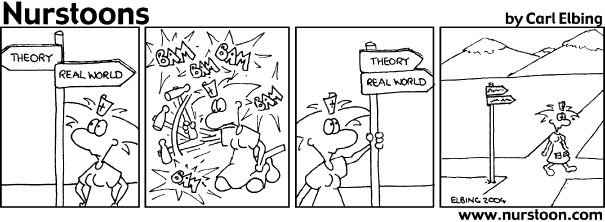 Nurstoons
by Carl Elbing
THEORY
REAL WORLD
BAM
BAM
BAM
BAM
BAM
BAM
THEORY
REAL WORLD
ELBING 2004
www.nurstoon.com